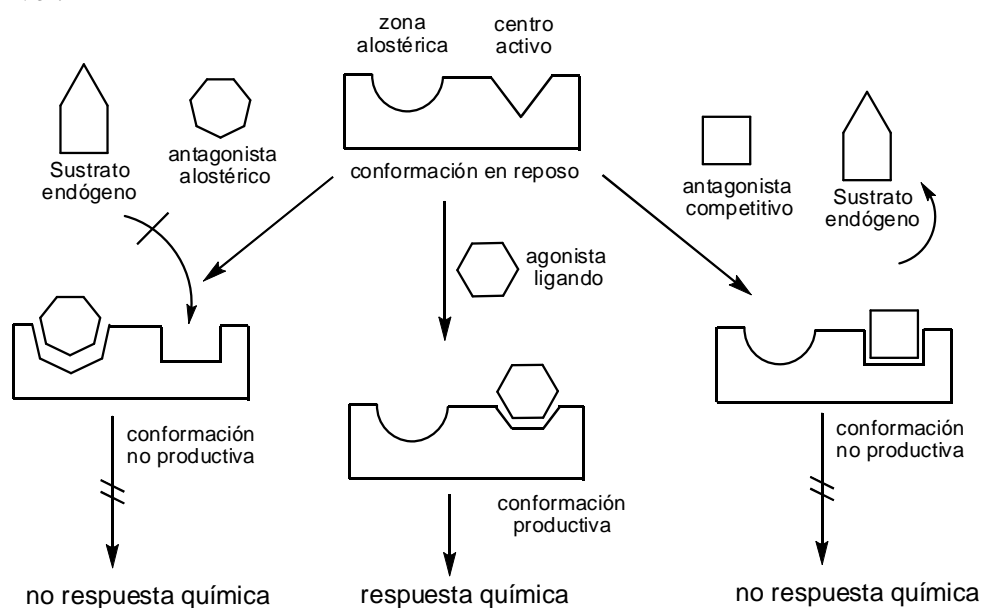 zona
alostérica
centro
activo
Sustrato
endógeno
antagonista
alostérico
conformación en reposo
antagonista
competitivo
Sustrato
endógeno
agonista
ligando
conformación
no productiva
conformación
productiva
conformación
no productiva
no respuesta química
respuesta química
no respuesta química